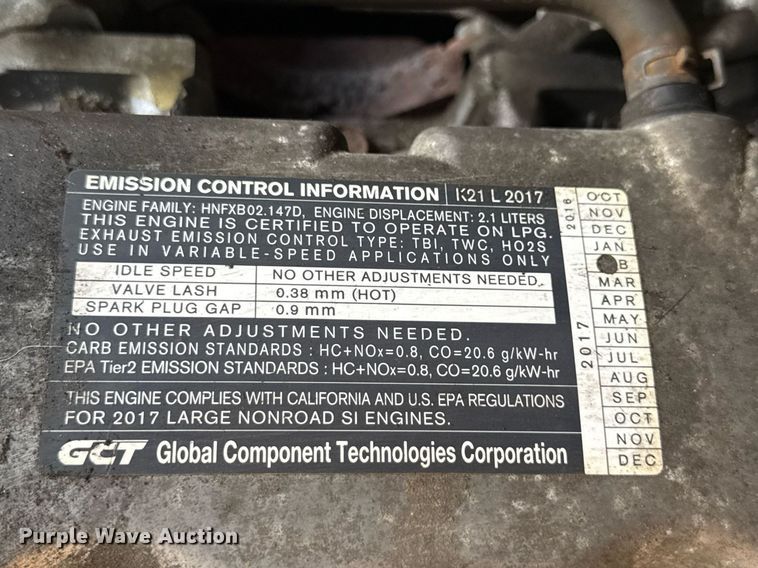 EMISSION CONTROL INFORMATION K21 L 2017
ENGINE FAMILY: HNFXB02.147D, ENGINE DISPLACEMENT: 2.1 LITERS
THIS ENGINE IS CERTIFIED TO OPERATE ON LPG.
EXHAUST EMISSION CONTROL TYPE: TBI, TWC, HO2S
USE IN VARIABLE-SPEED APPLICATIONS ONLY
IDLE SPEED NO OTHER ADJUSTMENTS NEEDED.
VALVE LASH 0.38 mm (HOT)
SPARK PLUG GAP 0.9 mm
NO OTHER ADJUSTMENTS NEEDED.
CARB EMISSION STANDARDS : HC+NOx=0.8, CO=20.6 g/kW-hr
EPA Tier2 EMISSION STANDARDS : HC+NOx=0.8, CO=20.6 g/kW-hr
THIS ENGINE COMPLIES WITH CALIFORNIA AND U.S. EPA REGULATIONS
FOR 2017 LARGE NONROAD SI ENGINES.
GCT Global Component Technologies Corporation
2016
OCT
NOV
DEC
2017
JAN
B
MAR
APR
MAY
JUN
JUL
AUG
SEP
OCT
NOV
DEC
Purple Wave Auction